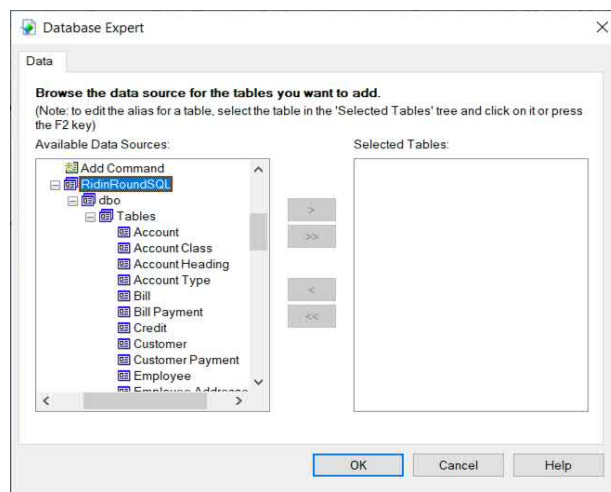 Database Expert
Data
Browse the data source for the tables you want to add.
(Note: to edit the alias for a table, select the table in the 'Selected Tables' tree and click on it or press
the F2 key)
Available Data Sources:
Selected Tables:
Add Command
RidinRoundSQL
dbo
Tables
Account
Account Class
Account Heading
Account Type
Bill
Bill Payment
Credit
Customer
Customer Payment
Employee
>
>>
<
<<
OK
Cancel
Help